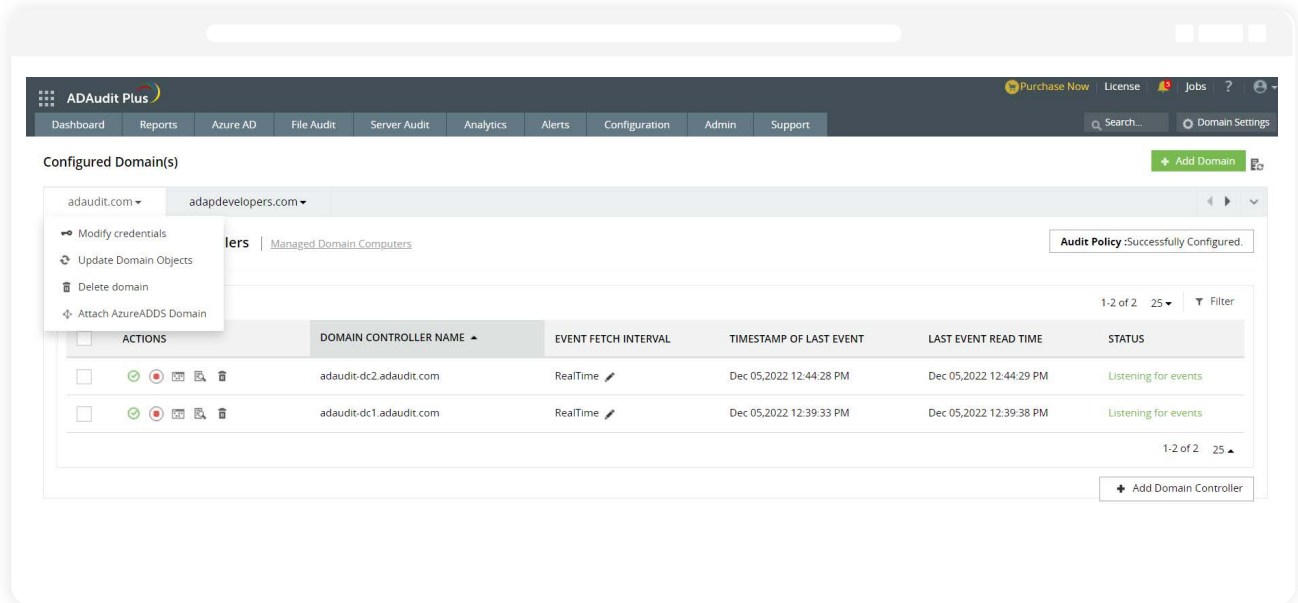 Purchase Now License 5 Jobs ?
ADAudit Plus
Dashboard Reports Azure AD File Audit Server Audit Analytics Alerts Configuration Admin Support Search... Domain Settings
Configured Domain(s) + Add Domain
adaudit.com adapdevelopers.com
Modify credentials
lers | Managed Domain Computers Audit Policy :Successfully Configured.
Update Domain Objects
Delete domain
1-2 of 2 25 Filter
Attach AzureADDS Domain
ACTIONS DOMAIN CONTROLLER NAME EVENT FETCH INTERVAL TIMESTAMP OF LAST EVENT LAST EVENT READ TIME STATUS
adaudit-dc2.adaudit.com RealTime Dec 05,2022 12:44:28 PM Dec 05,2022 12:44:29 PM Listening for events
adaudit-dc1.adaudit.com RealTime Dec 05,2022 12:39:33 PM Dec 05,2022 12:39:38 PM Listening for events
1-2 of 2 25
+ Add Domain Controller